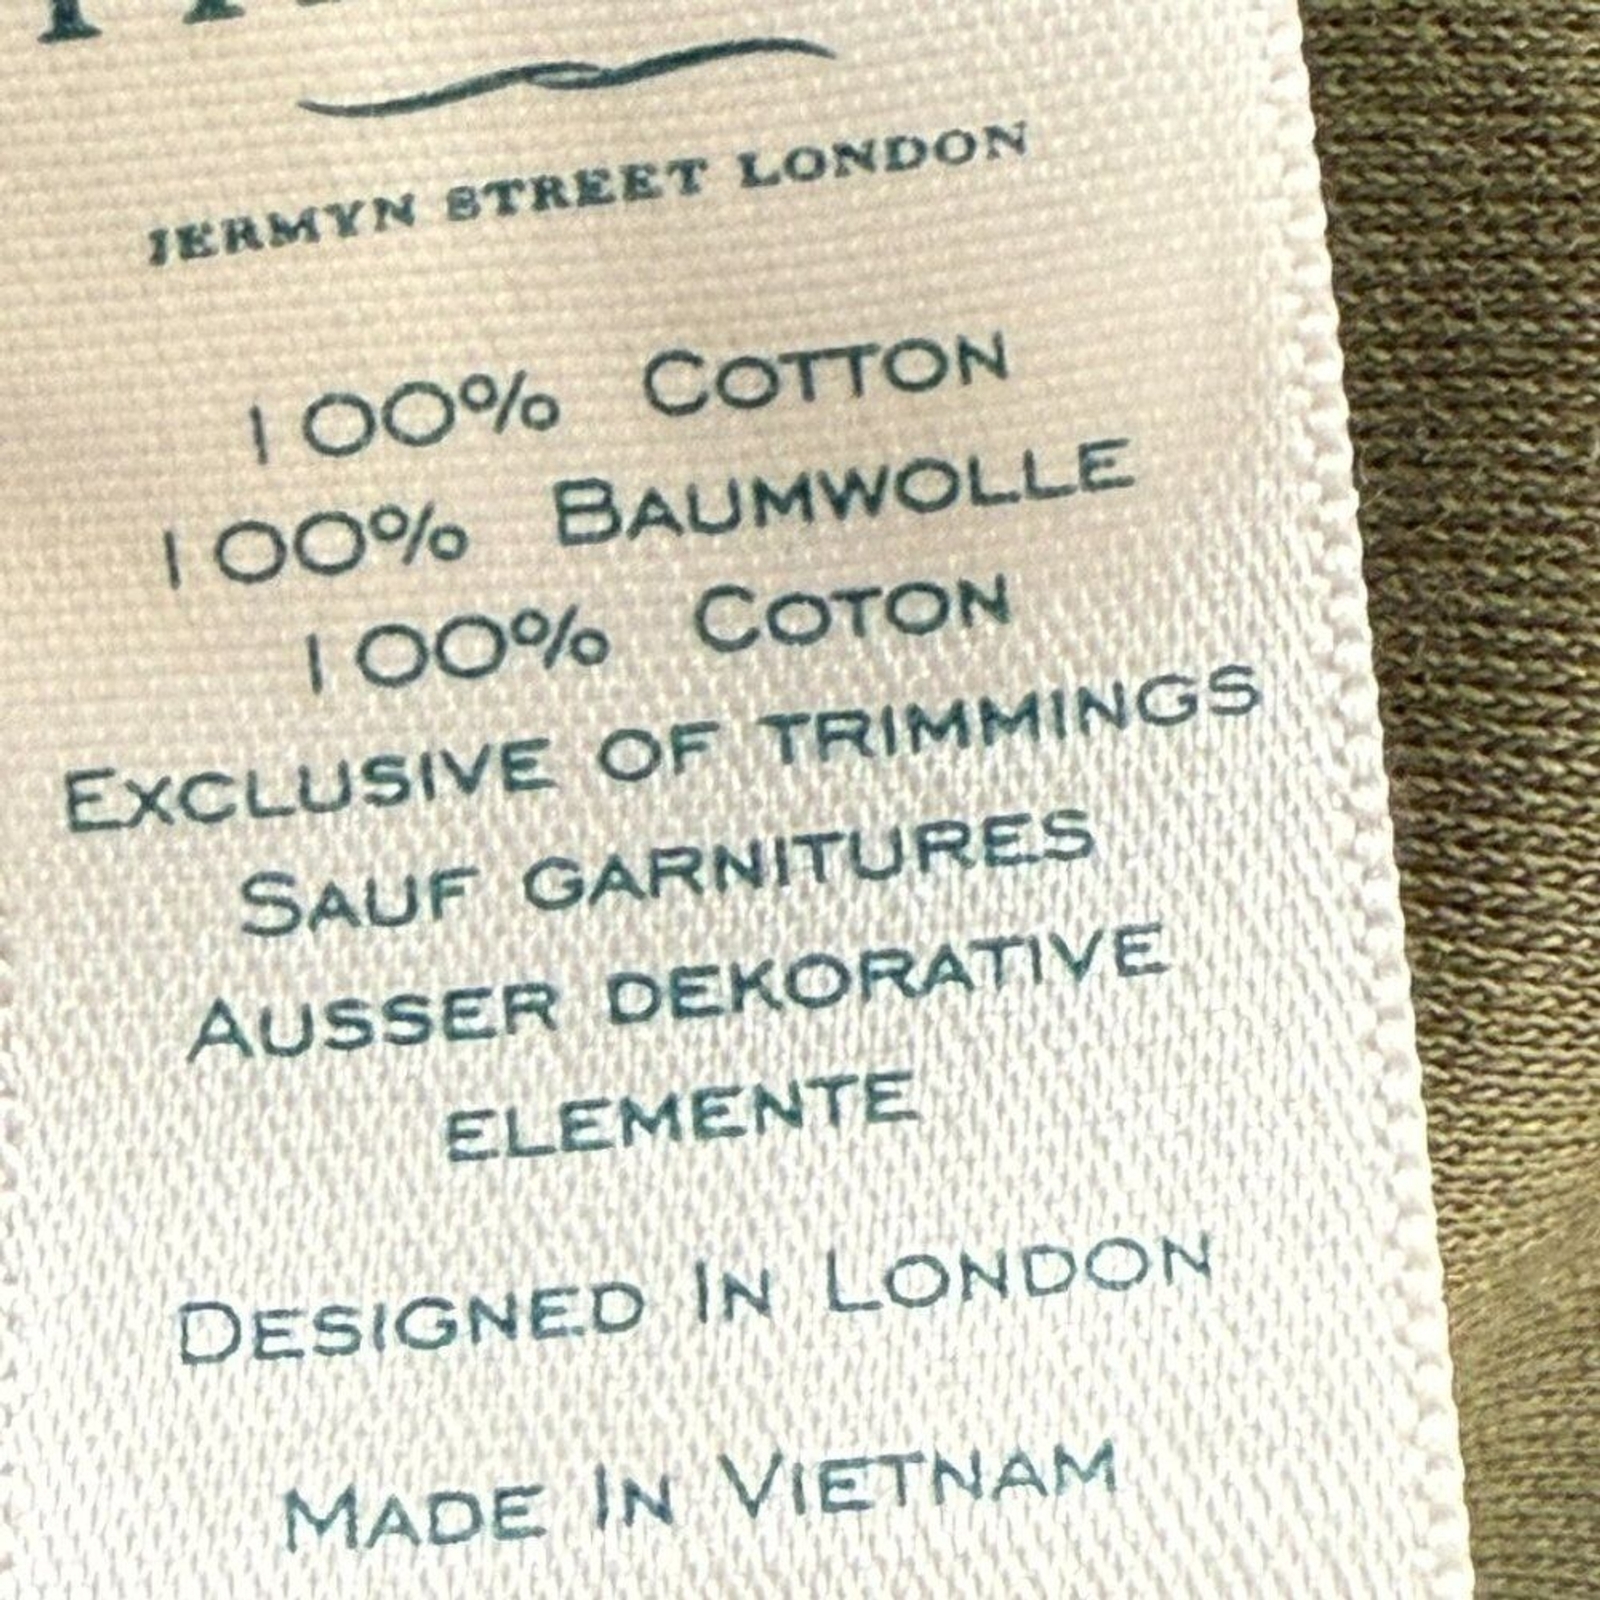 JERMYN STREET LONDON
100% COTTON
100% BAUMWOLLE
100% COTON
EXCLUSIVE OF TRIMMINGS
SAUF GARNITURES
AUSSER DEKORATIVE
ELEMENTE
DESIGNED IN LONDON
MADE IN VIETNAM